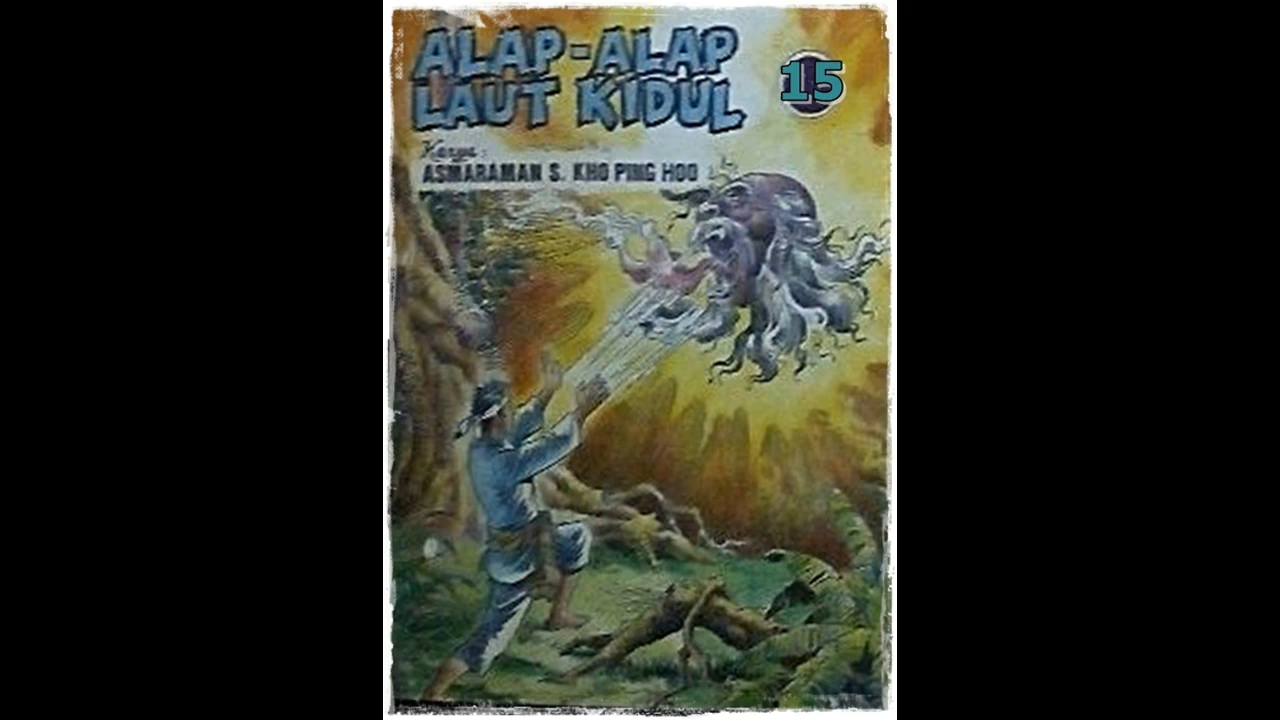 ALAP-ALAP
LAUT KIDUL
15
Karya :
ASMARAMAN S. KHO PING HOO